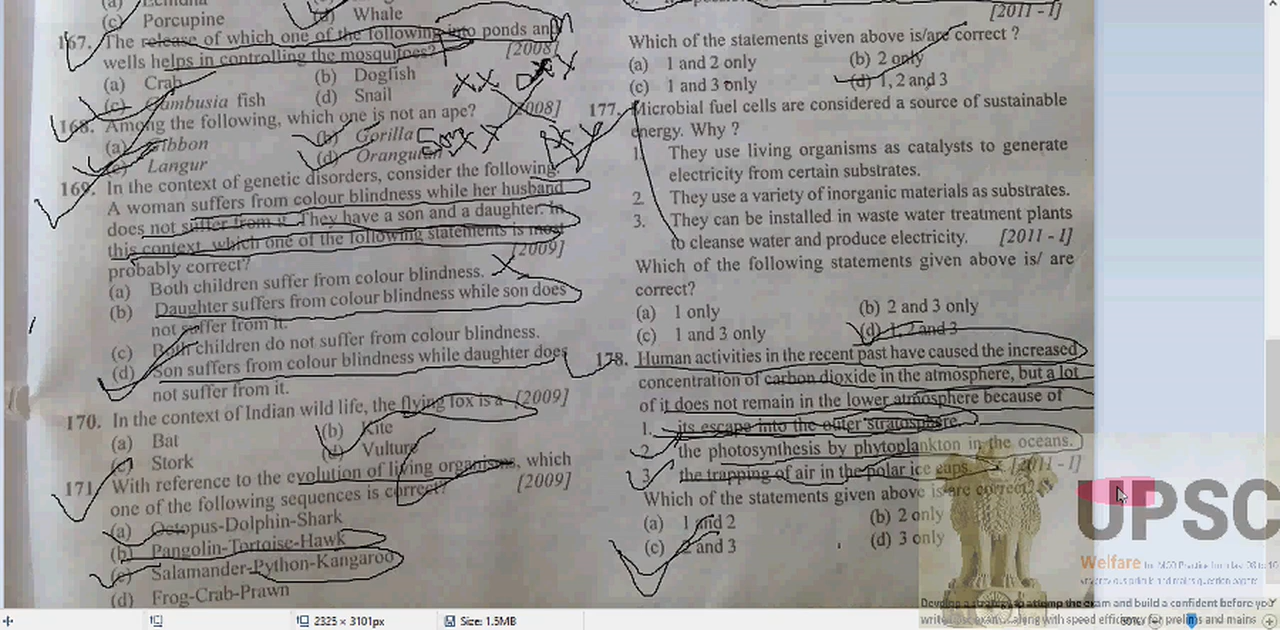 (a)
(c) Porcupine
(d) Whale
167. The release of which one of the following into ponds and
wells helps in controlling the mosquitoes? [2008]
(a) Crab
(b) Dogfish
(c) Gambusia fish
(d) Snail
168. Among the following, which one is not an ape? [2008]
(a) Gibbon
(b) Gorilla
(c) Langur
(d) Orangutan
169. In the context of genetic disorders, consider the following:
A woman suffers from colour blindness while her husband
does not suffer from it. They have a son and a daughter. In
this context, which one of the following statements is most
probably correct? [2009]
(a) Both children suffer from colour blindness.
(b) Daughter suffers from colour blindness while son does
not suffer from it.
(c) Both children do not suffer from colour blindness.
(d) Son suffers from colour blindness while daughter does
not suffer from it.
170. In the context of Indian wild life, the flying fox is a [2009]
(a) Bat
(b) Kite
(c) Stork
(d) Vulture
171. With reference to the evolution of living organisms, which
one of the following sequences is correct? [2009]
(a) Octopus-Dolphin-Shark
(b) Pangolin-Tortoise-Hawk
(c) Salamander-Python-Kangaroo
(d) Frog-Crab-Prawn
[2011 - I]
Which of the statements given above is/are correct ?
(a) 1 and 2 only
(b) 2 only
(c) 1 and 3 only
(d) 1, 2 and 3
177. Microbial fuel cells are considered a source of sustainable
energy. Why ?
1. They use living organisms as catalysts to generate
electricity from certain substrates.
2 They use a variety of inorganic materials as substrates.
3. They can be installed in waste water treatment plants
to cleanse water and produce electricity. [2011 - I]
Which of the following statements given above is/ are
correct?
(a) 1 only
(b) 2 and 3 only
(c) 1 and 3 only
(d) 1, 2 and 3
178. Human activities in the recent past have caused the increased
concentration of carbon dioxide in the atmosphere, but a lot
of it does not remain in the lower atmosphere because of
1. its escape into the outer stratosphere.
2. the photosynthesis by phytoplankton in the oceans.
3. the trapping of air in the polar ice caps. [2011 - I]
Which of the statements given above is/are correct?
(a) 1 and 2
(b) 2 only
(c) 2 and 3
(d) 3 only
UPSC
Welfare
2325 × 3101px
Size: 1.5MB
50%